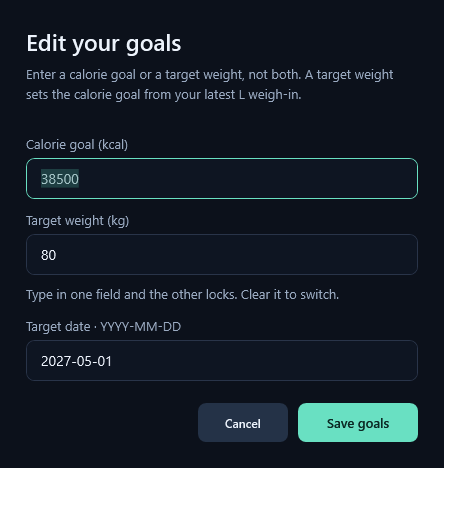 Edit your goals
Enter a calorie goal or a target weight, not both. A target weight
sets the calorie goal from your latest L weigh-in.
Calorie goal (kcal)
38500
Target weight (kg)
80
Type in one field and the other locks. Clear it to switch.
Target date · YYYY-MM-DD
2027-05-01
Cancel
Save goals